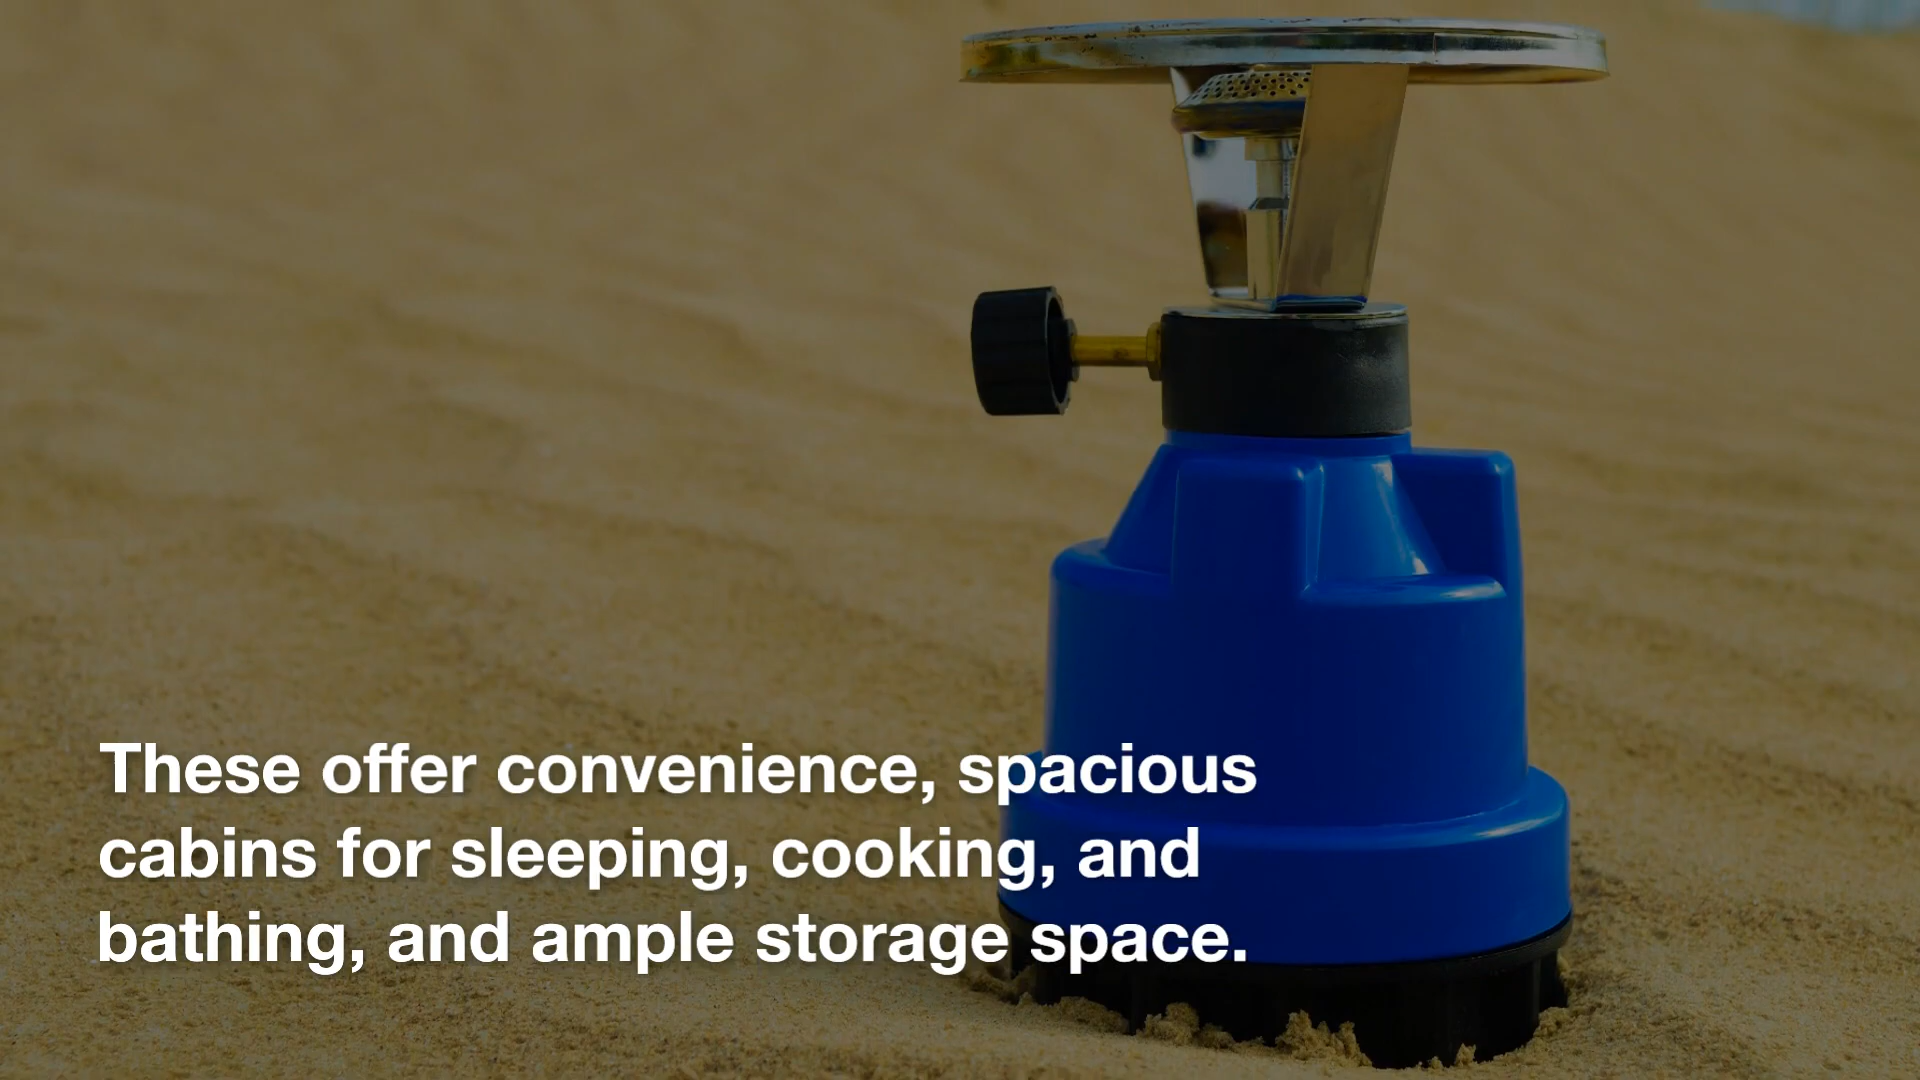 These offer convenience, spacious
cabins for sleeping, cooking, and
bathing, and ample storage space.